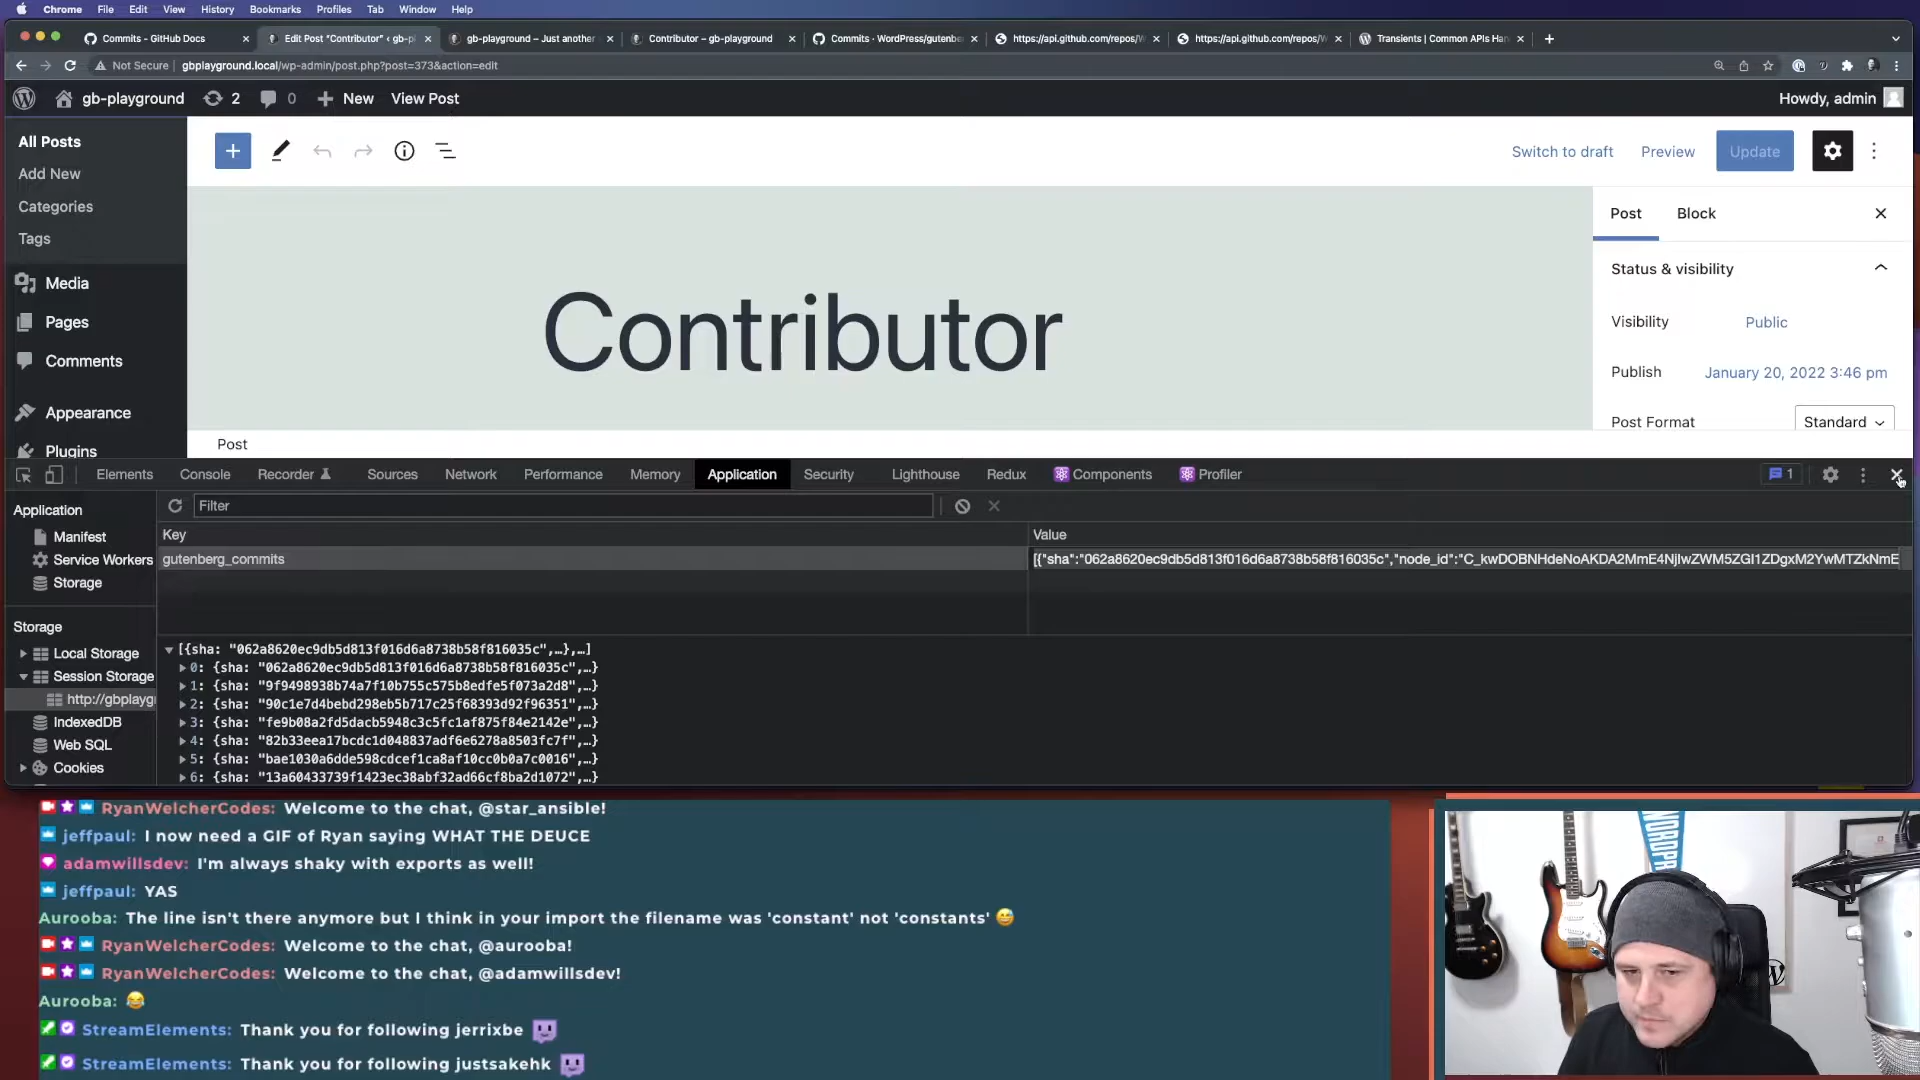 Chrome File Edit View History Bookmarks Profiles Tab Window Help
Commits - GitHub Docs
Edit Post "Contributor" ‹ gb-pl
gb-playground – Just another
Contributor – gb-playground
Commits · WordPress/gutenbe
https://api.github.com/repos/W
https://api.github.com/repos/W
Transients | Common APIs Han
Not Secure | gbplayground.local/wp-admin/post.php?post=373&action=edit
gb-playground 2 0 New View Post Howdy, admin
All Posts
Add New
Categories
Tags
Media
Pages
Comments
Appearance
Plugins
Switch to draft Preview Update
Contributor
Post
Post Block
Status & visibility
Visibility Public
Publish January 20, 2022 3:46 pm
Post Format Standard
Elements Console Recorder Sources Network Performance Memory Application Security Lighthouse Redux Components Profiler 1
Application
Manifest
Service Workers
Storage
Storage
Local Storage
Session Storage
http://gbplaygr
IndexedDB
Web SQL
Cookies
Filter
Key Value
gutenberg_commits [{"sha":"062a8620ec9db5d813f016d6a8738b58f816035c","node_id":"C_kwDOBNHdeNoAKDA2MmE4NjIwZWM5ZGI1ZDgxM2YwMTZkNmE
[{sha: "062a8620ec9db5d813f016d6a8738b58f816035c",…},…]
0: {sha: "062a8620ec9db5d813f016d6a8738b58f816035c",…}
1: {sha: "9f9498938b74a7f10b755c575b8edfe5f073a2d8",…}
2: {sha: "90c1e7d4bebd298eb5b717c25f68393d92f96351",…}
3: {sha: "fe9b08a2fd5dacb5948c3c5fc1af875f84e2142e",…}
4: {sha: "82b33eea17bcdc1d048837adf6e6278a8503fc7f",…}
5: {sha: "bae1030a6dde598cdcef1ca8af10cc0b0a7c0016",…}
6: {sha: "13a60433739f1423ec38abf32ad66cf8ba2d1072",…}
RyanWelcherCodes: Welcome to the chat, @star_ansible!
jeffpaul: I now need a GIF of Ryan saying WHAT THE DEUCE
adamwillsdev: I'm always shaky with exports as well!
jeffpaul: YAS
Aurooba: The line isn't there anymore but I think in your import the filename was 'constant' not 'constants' 😅
RyanWelcherCodes: Welcome to the chat, @aurooba!
RyanWelcherCodes: Welcome to the chat, @adamwillsdev!
Aurooba: 😂
StreamElements: Thank you for following jerrixbe
StreamElements: Thank you for following justsakehk